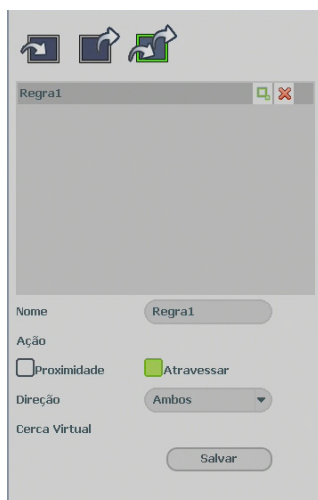 Regra1
Nome Regra1
Ação
Proximidade Atravessar
Direção Ambos
Cerca Virtual
Salvar